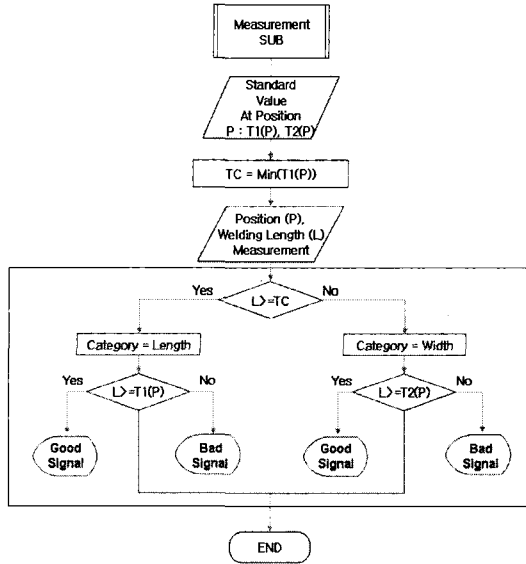 Measurement
SUB
Standard
Value
At Position
P : T1(P), T2(P)
TC = Min(T1(P))
Position (P),
Welding Length (L)
Measurement
Yes
L>=TC
No
Category = Length
Category = Width
Yes
L>=T1(P)
No
Yes
L>=T2(P)
No
Good
Signal
Bad
Signal
Good
Signal
Bad
Signal
END